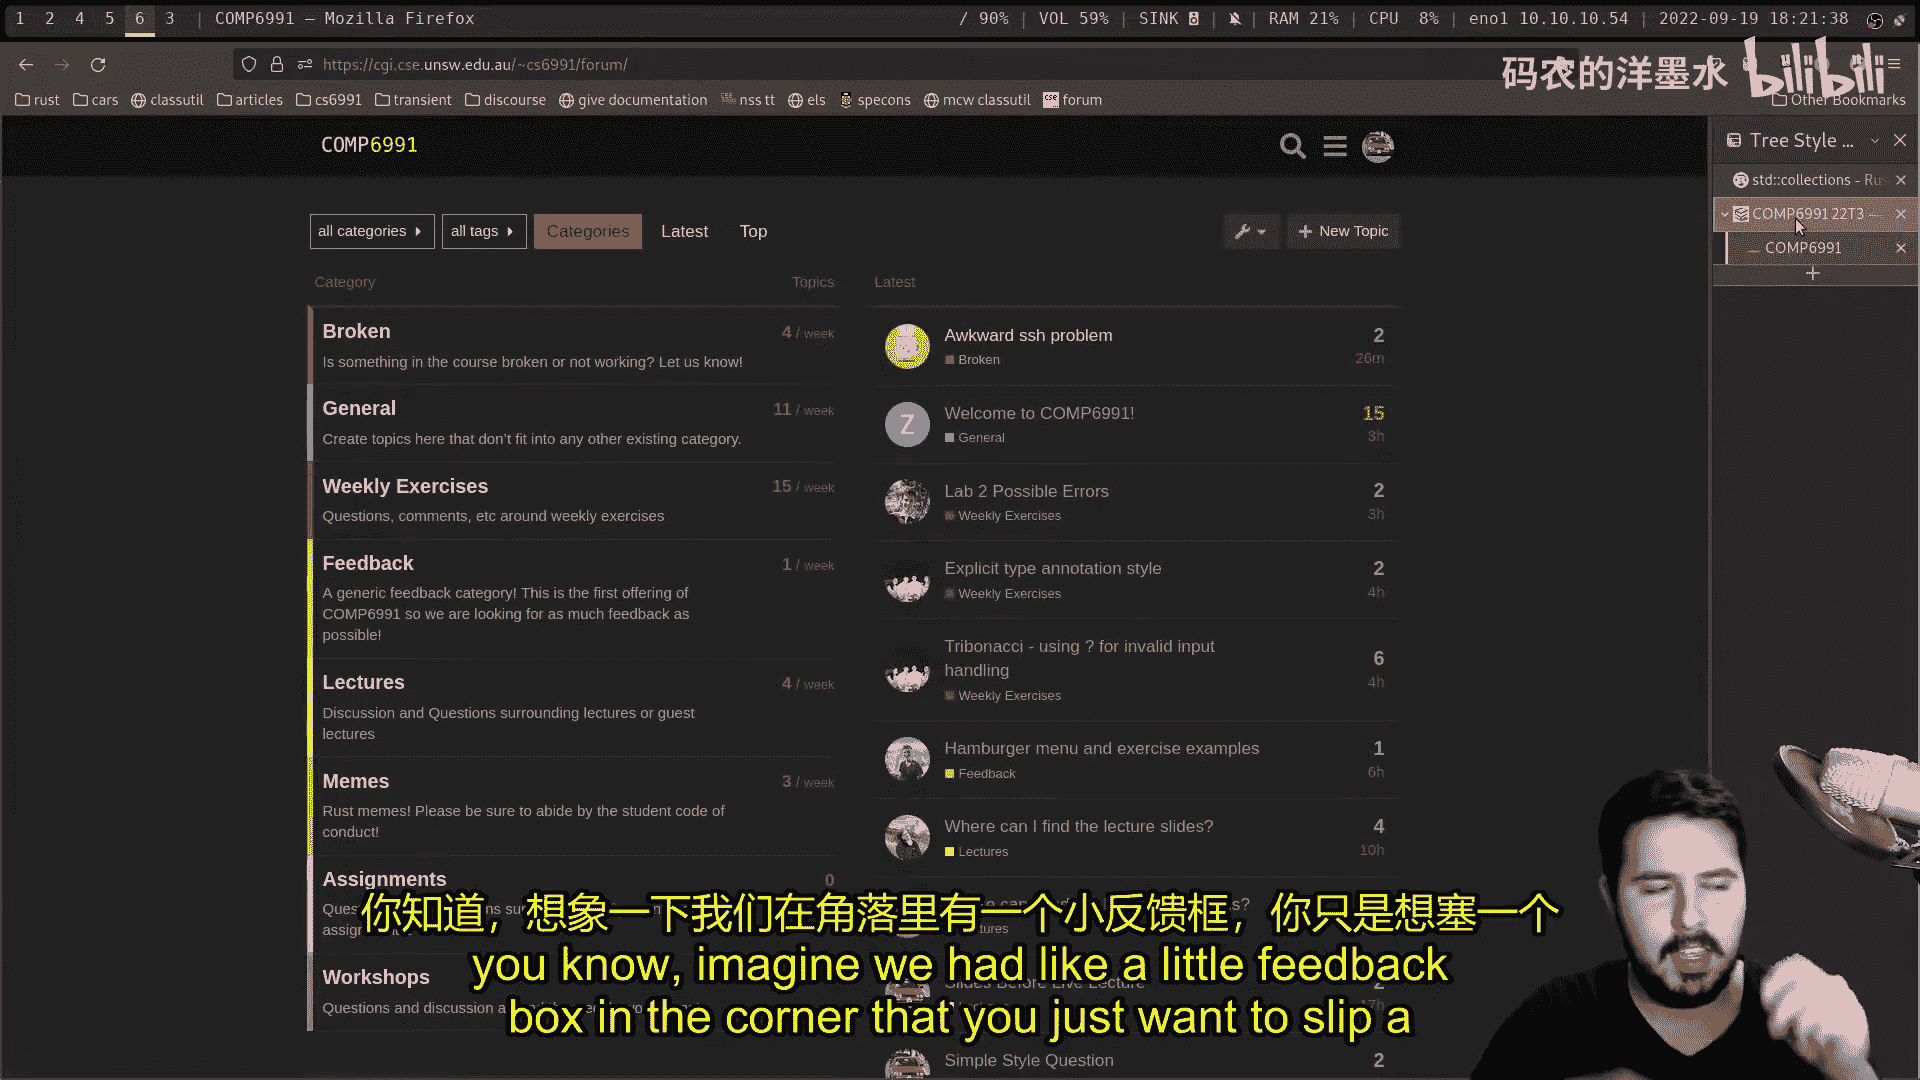 1 2 4 5 6 3 | COMP6991 — Mozilla Firefox
/ 90% | VOL 59% | SINK | | RAM 21% | CPU 8% | eno1 10.10.10.54 | 2022-09-19 18:21:38
https://cgi.cse.unsw.edu.au/~cs6991/forum/
码农的洋墨水 bilibili
rust cars classutil articles cs6991 transient discourse give documentation nss tt els specons mcw classutil forum
Other Bookmarks
COMP6991
Tree Style ...
std::collections - Ru
COMP6991 22T3 —
COMP6991
all categories all tags Categories Latest Top
New Topic
Category Topics
Broken 4 / week
Is something in the course broken or not working? Let us know!
General 11 / week
Create topics here that don't fit into any other existing category.
Weekly Exercises 15 / week
Questions, comments, etc around weekly exercises
Feedback 1 / week
A generic feedback category! This is the first offering of
COMP6991 so we are looking for as much feedback as
possible!
Lectures 4 / week
Discussion and Questions surrounding lectures or guest
lectures
Memes 3 / week
Rust memes! Please be sure to abide by the student code of
conduct!
Assignments 0
Workshops
Questions and discussion
Latest
Awkward ssh problem 2
Broken 26m
Z
Welcome to COMP6991! 15
General 3h
Lab 2 Possible Errors 2
Weekly Exercises 3h
Explicit type annotation style 2
Weekly Exercises 4h
Tribonacci - using ? for invalid input
handling 6
Weekly Exercises 4h
Hamburger menu and exercise examples 1
Feedback 6h
Where can I find the lecture slides? 4
Lectures 10h
Slides Before Live Lecture 2
17h
Simple Style Question 2
你知道，想象一下我们在角落里有一个小反馈框，你只是想塞一个
you know, imagine we had like a little feedback
box in the corner that you just want to slip a